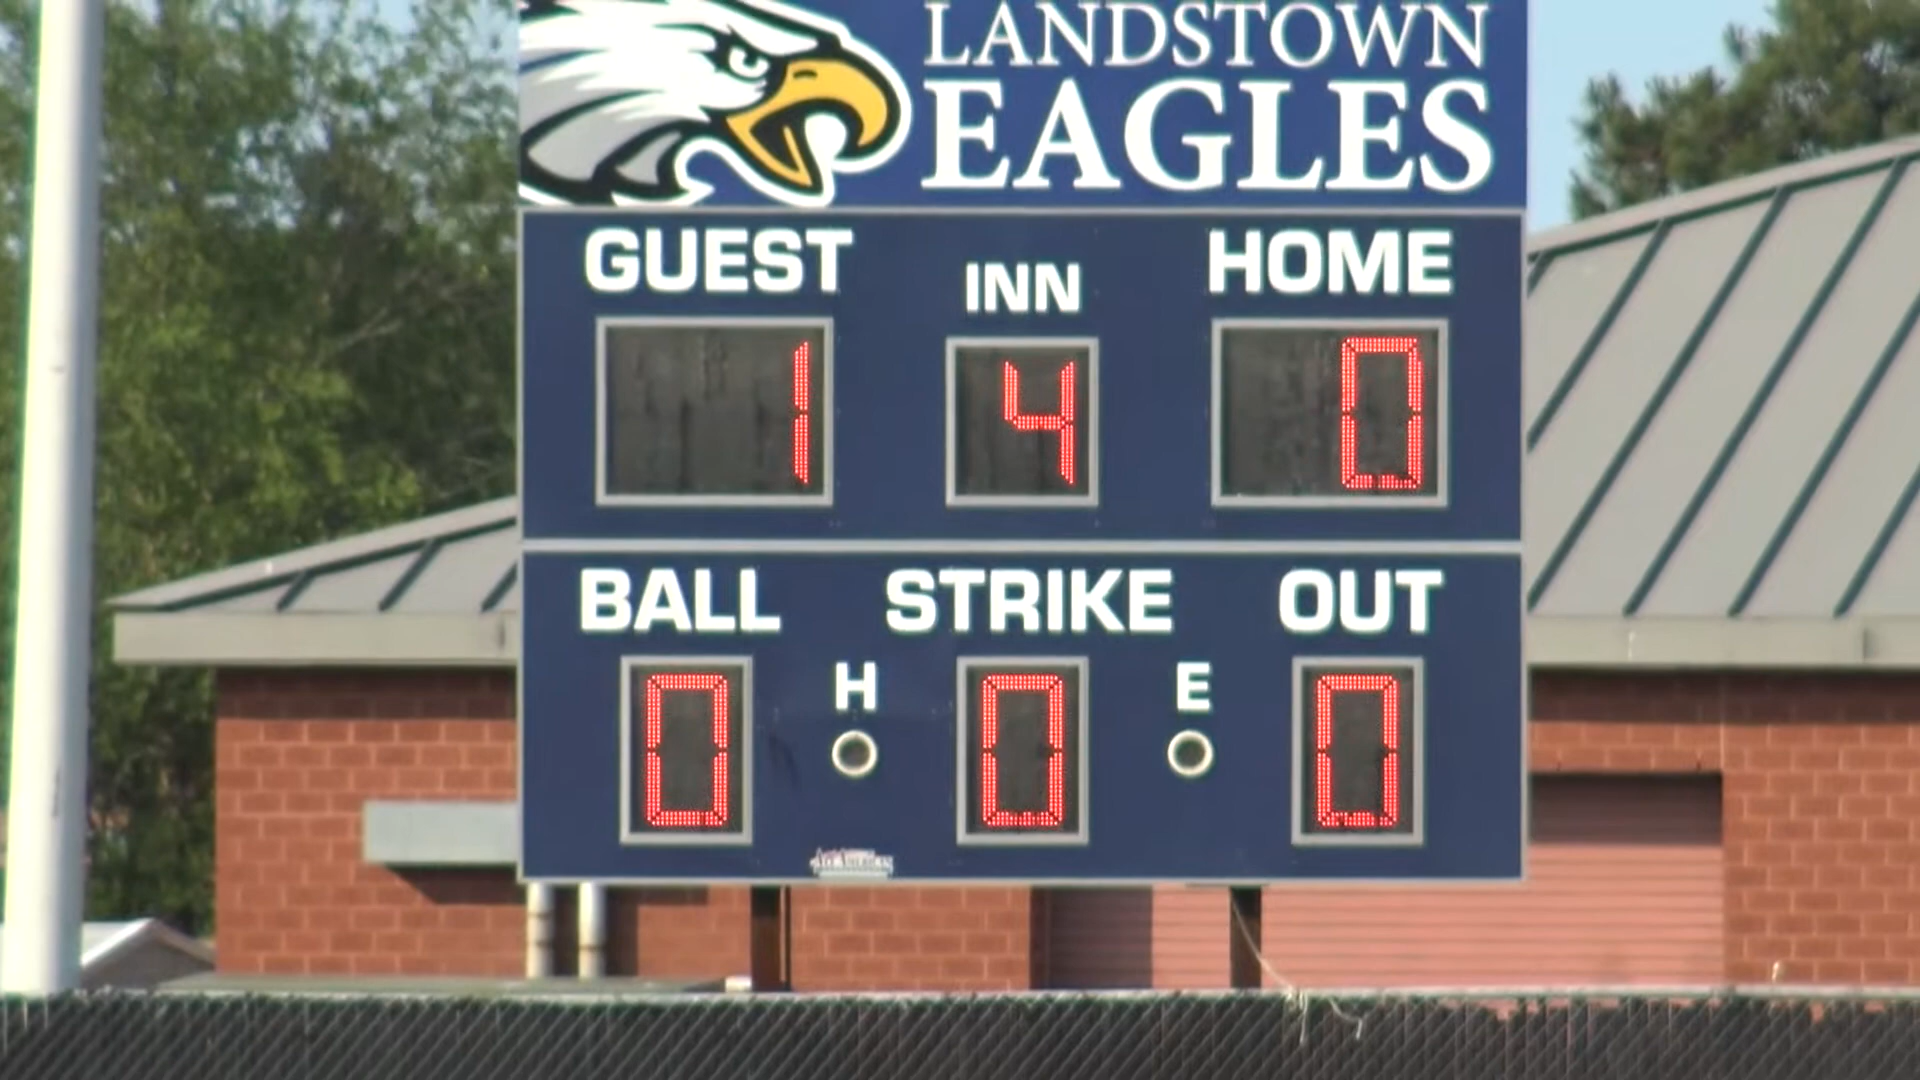 LANDSTOWN
EAGLES
GUEST INN HOME
1 4 0
BALL STRIKE OUT
H E
0 0 0